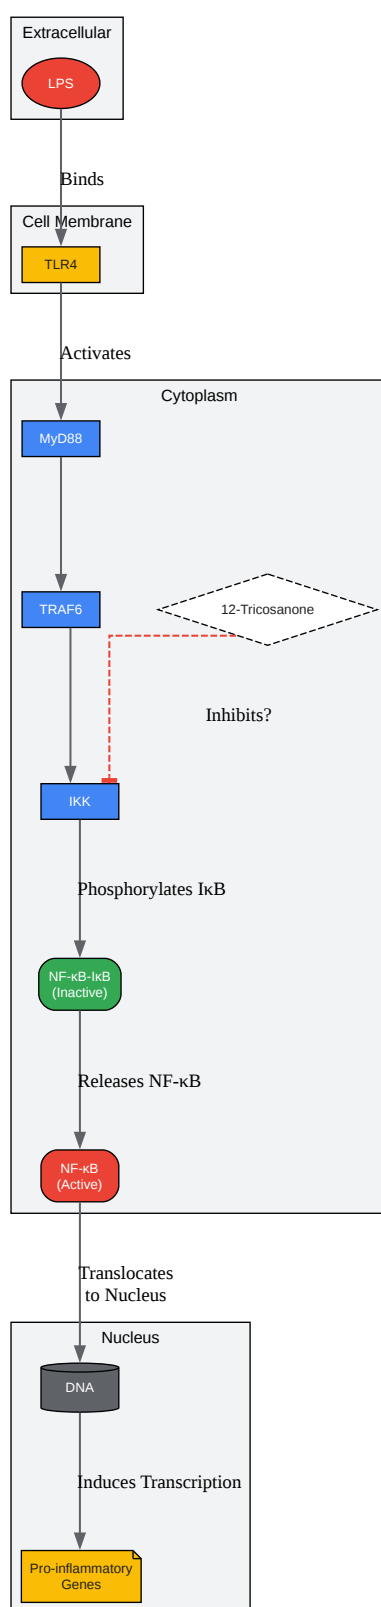 Extracellular
LPS
Binds
Cell Membrane
TLR4
Activates
Cytoplasm
MyD88
TRAF6
12-Tricosanone
Inhibits?
IKK
Phosphorylates IκB
NF-κB-IκB
(Inactive)
Releases NF-κB
NF-κB
(Active)
Translocates
to Nucleus
Nucleus
DNA
Induces Transcription
Pro-inflammatory
Genes